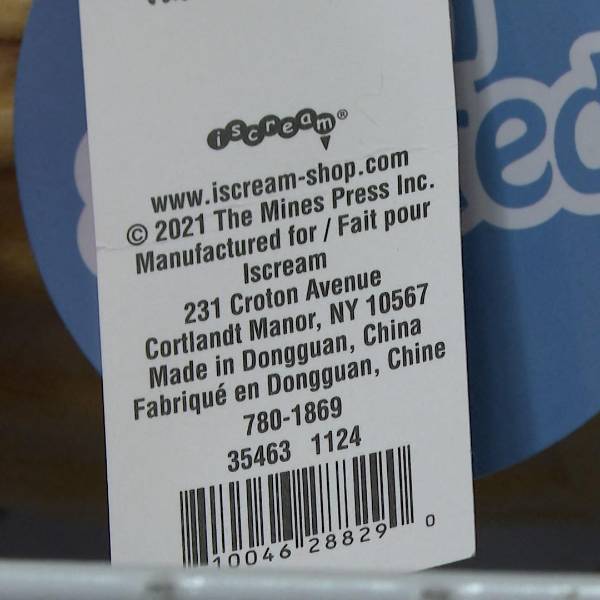 iscream®
www.iscream-shop.com
© 2021 The Mines Press Inc.
Manufactured for / Fait pour
Iscream
231 Croton Avenue
Cortlandt Manor, NY 10567
Made in Dongguan, China
Fabriqué en Dongguan, Chine
780-1869
35463 1124
10046 28829 0